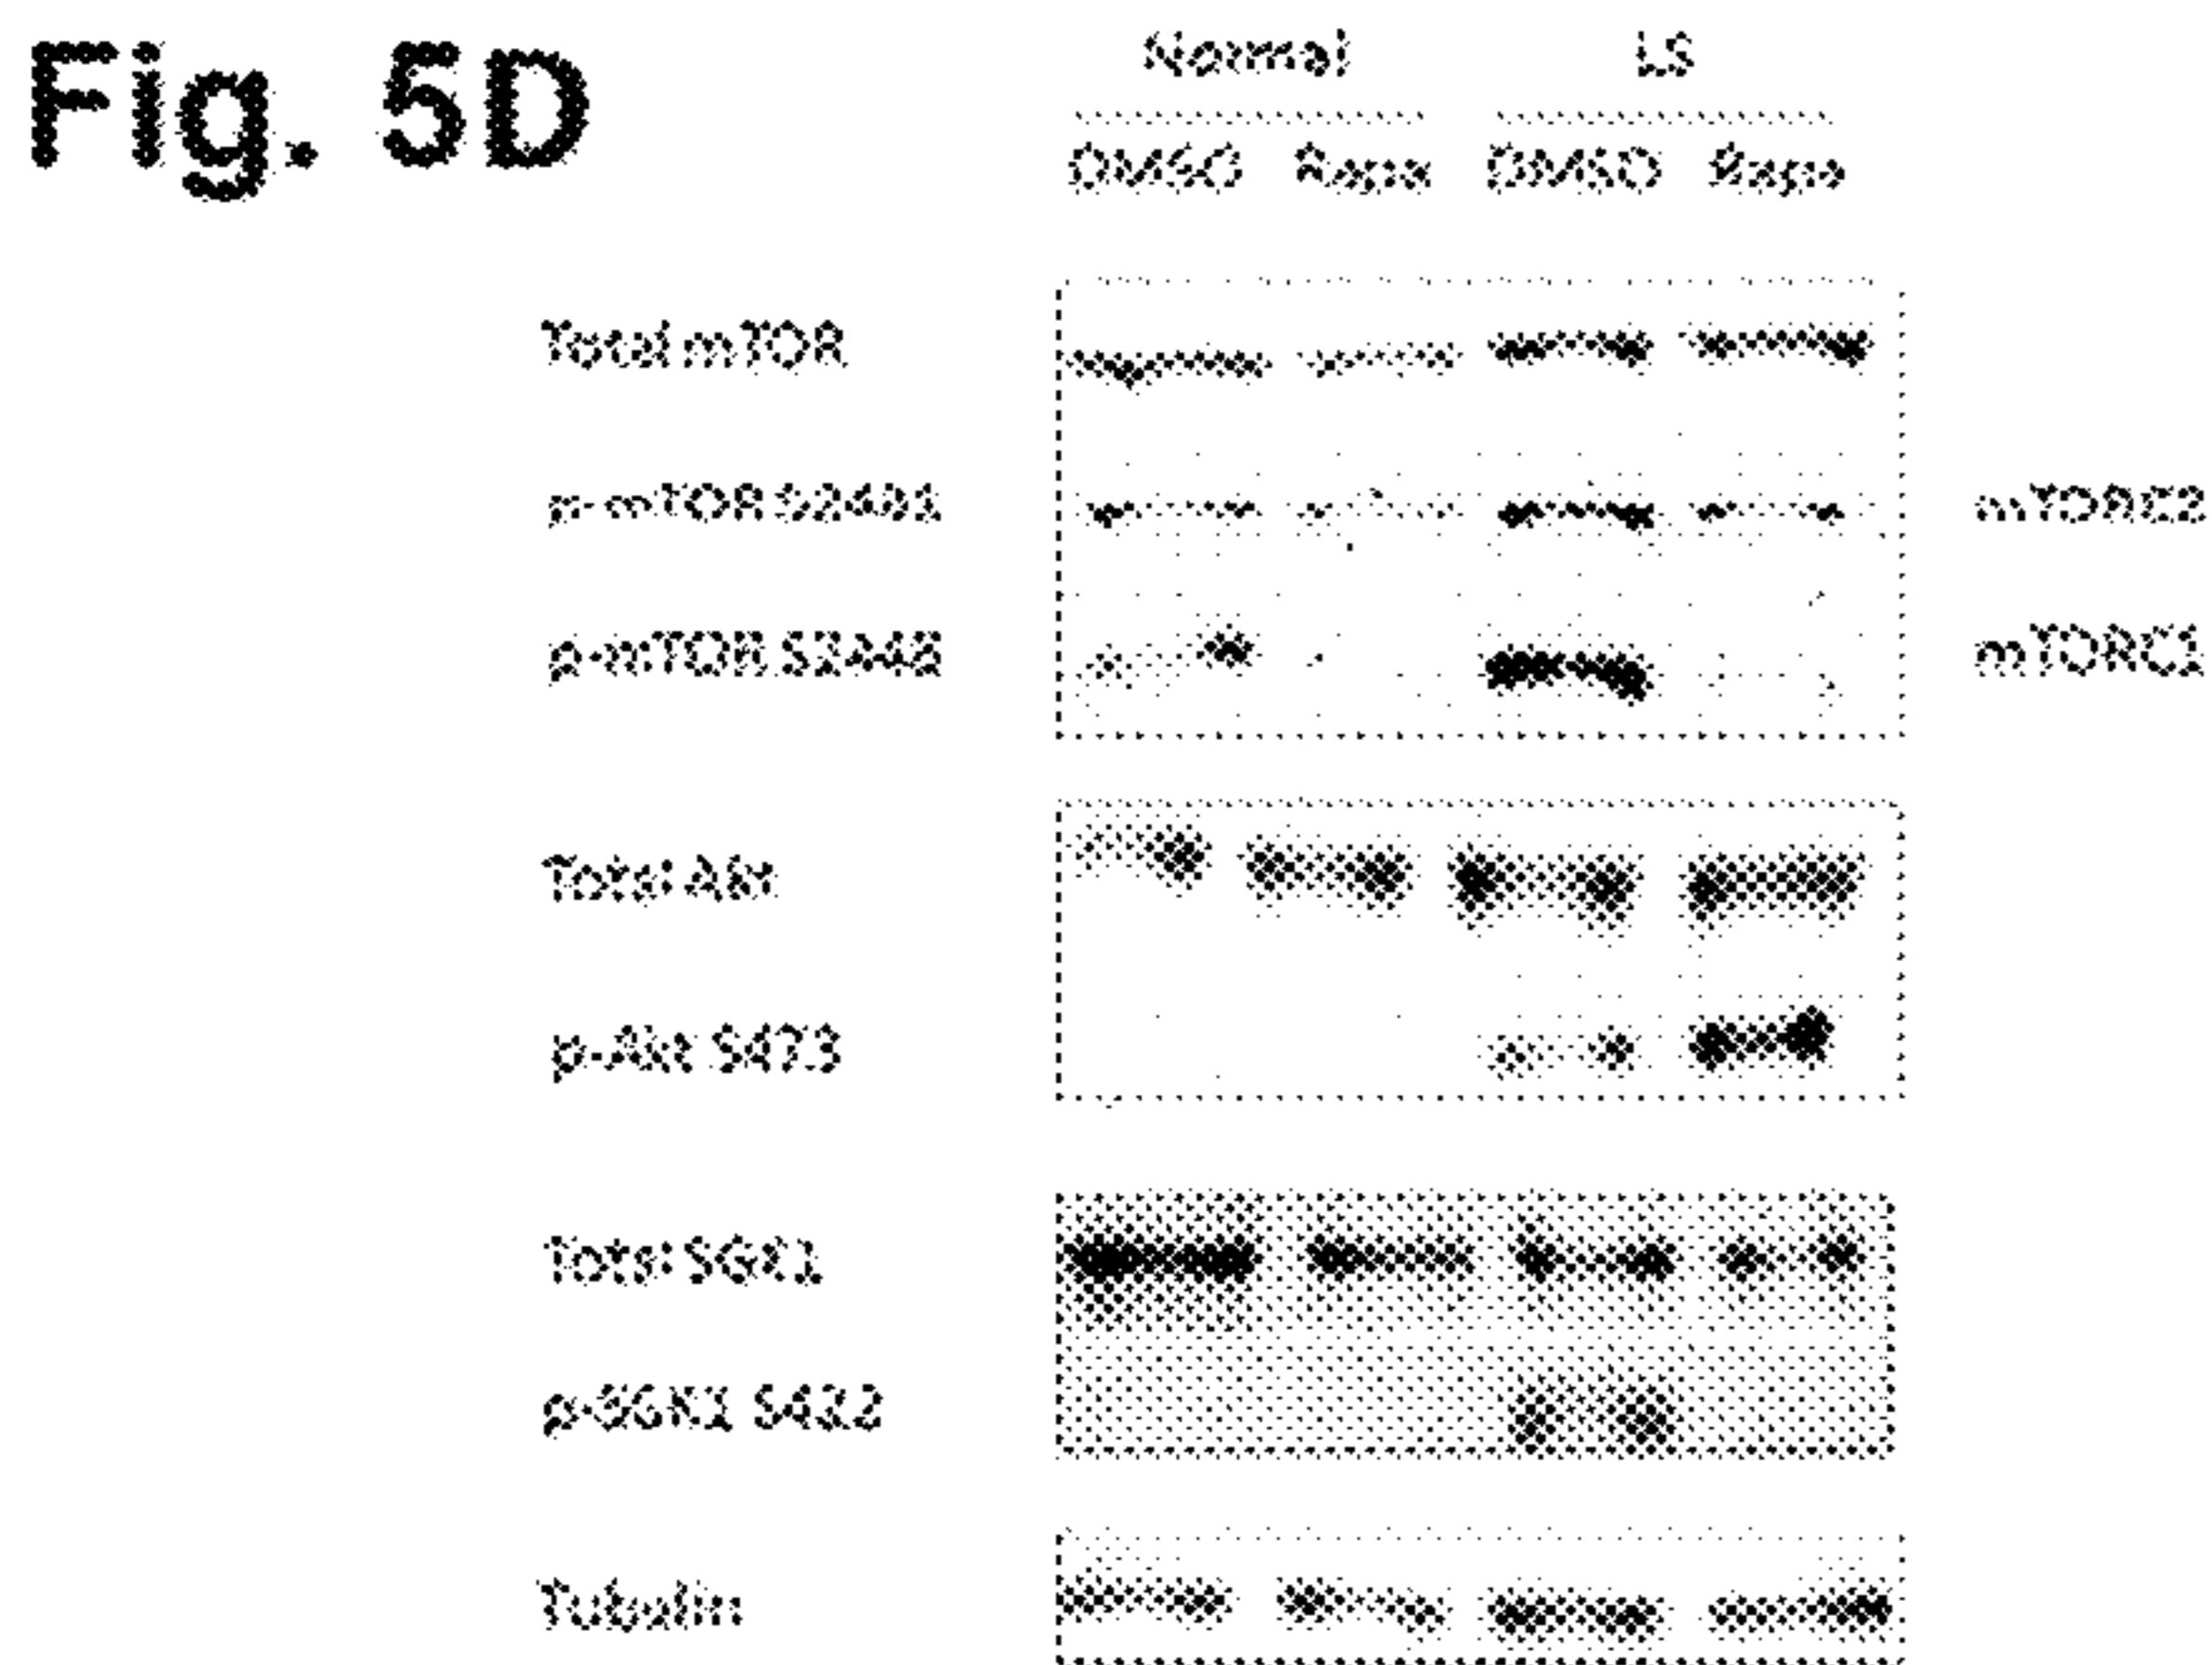 Fig. 5D
Normal LS
DMSO Rapa DMSO Rapa
Total mTOR
p-mTOR S2481 mTORC2
p-mTOR S2448 mTORC1
Total Akt
p-Akt S473
Total SGK1
p-SGK1 S422
Tubulin